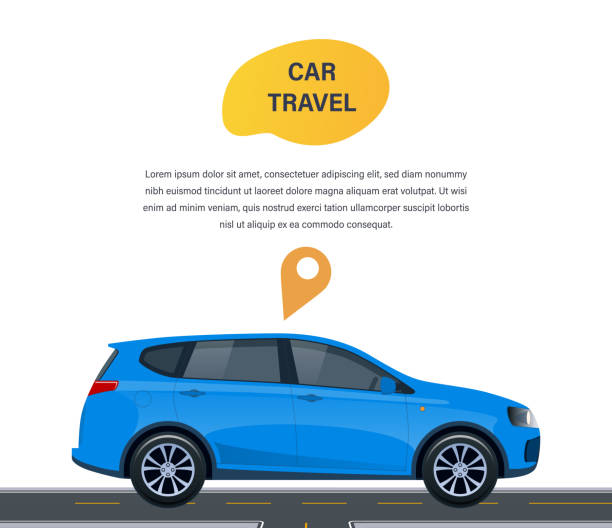 CAR
TRAVEL
Lorem ipsum dolor sit amet, consectetuer adipiscing elit, sed diam nonummy
nibh euismod tincidunt ut laoreet dolore magna aliquam erat volutpat. Ut wisi
enim ad minim veniam, quis nostrud exerci tation ullamcorper suscipit lobortis
nisl ut aliquip ex ea commodo consequat.